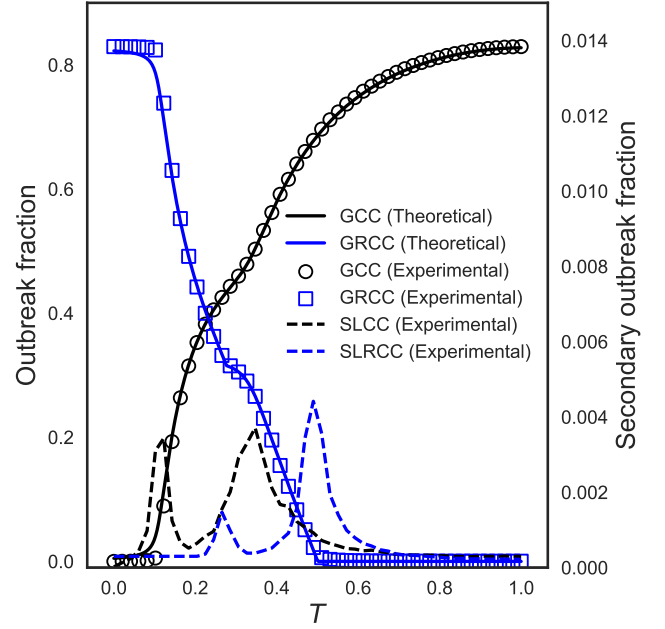 Outbreak fraction
0.8
0.6
0.4
0.2
0.0
GCC (Theoretical)
GRCC (Theoretical)
GCC (Experimental)
GRCC (Experimental)
SLCC (Experimental)
SLRCC (Experimental)
0.014
0.012
0.010
0.008
0.006
0.004
0.002
0.000
Secondary outbreak fraction
0.0 0.2 0.4 0.6 0.8 1.0
T